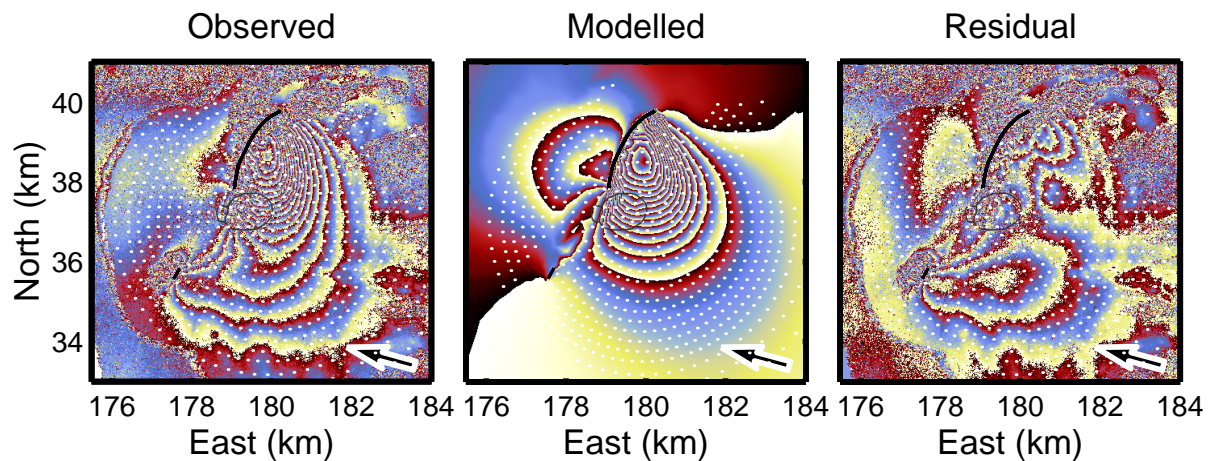 Observed Modelled Residual
40
38
36
34
North (km)
176 178 180 182 184 176 178 180 182 184 176 178 180 182 184
East (km) East (km) East (km)